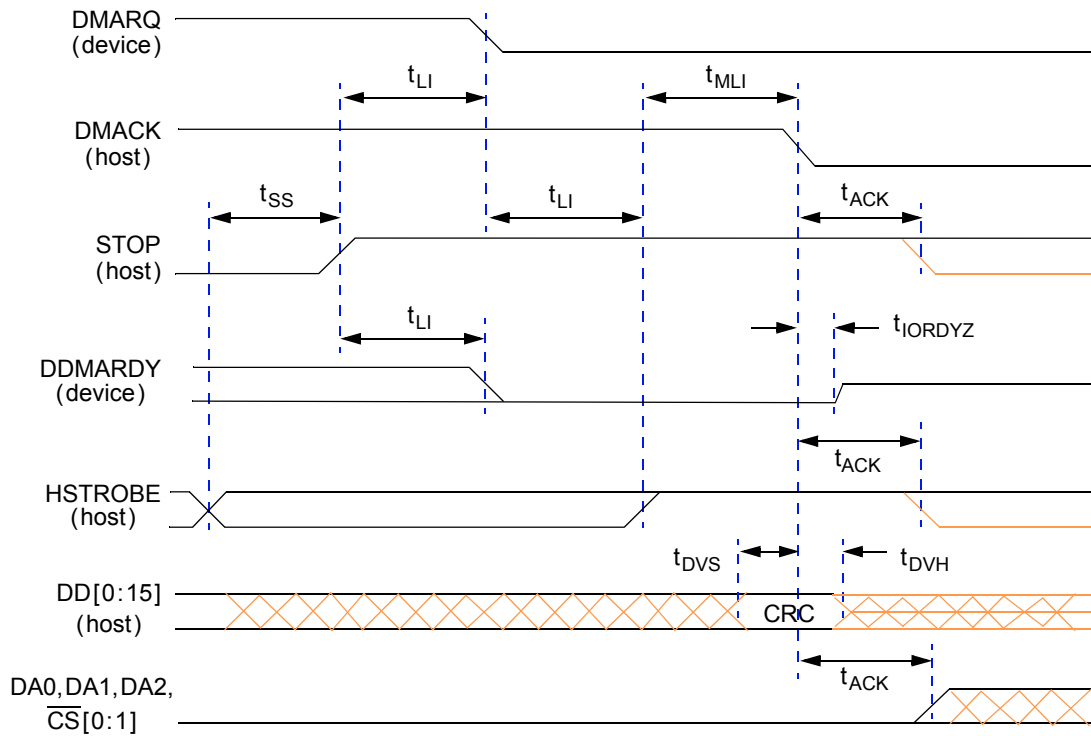 DMARQ
(device)
tLI
tMLI
DMACK
(host)
tSS
tLI
tACK
STOP
(host)
tLI
tIORDYZ
DDMARDY
(device)
tACK
HSTROBE
(host)
tDVS
tDVH
DD[0:15]
(host)
CRC
tACK
DA0,DA1,DA2,
CS[0:1]